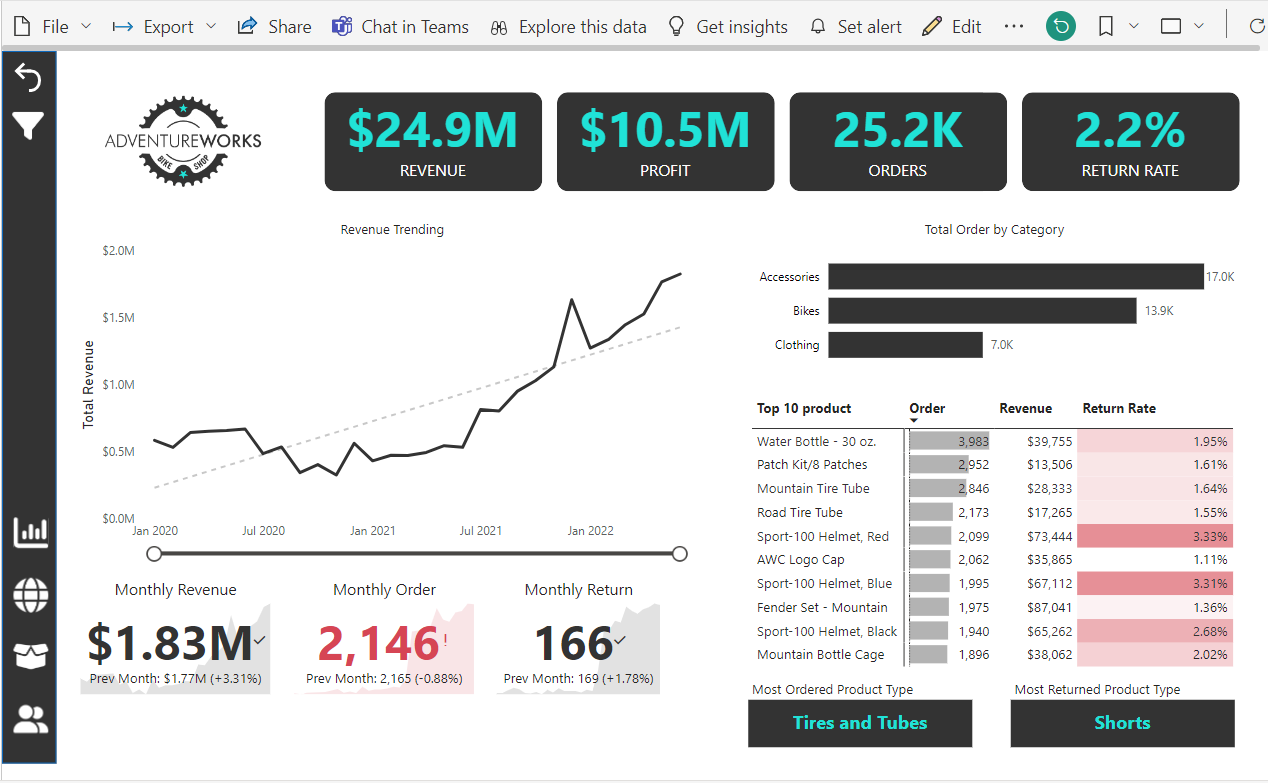 File Export Share Chat in Teams Explore this data Get insights Set alert Edit ...
ADVENTUREWORKS
BIKE SHOP
$24.9M
REVENUE
$10.5M
PROFIT
25.2K
ORDERS
2.2%
RETURN RATE
Revenue Trending
Total Revenue
$2.0M
$1.5M
$1.0M
$0.5M
$0.0M
Jan 2020 Jul 2020 Jan 2021 Jul 2021 Jan 2022
Total Order by Category
Accessories 17.0K
Bikes 13.9K
Clothing 7.0K
Top 10 product Order Revenue Return Rate
Water Bottle - 30 oz. 3,983 $39,755 1.95%
Patch Kit/8 Patches 2,952 $13,506 1.61%
Mountain Tire Tube 2,846 $28,333 1.64%
Road Tire Tube 2,173 $17,265 1.55%
Sport-100 Helmet, Red 2,099 $73,444 3.33%
AWC Logo Cap 2,062 $35,865 1.11%
Sport-100 Helmet, Blue 1,995 $67,112 3.31%
Fender Set - Mountain 1,975 $87,041 1.36%
Sport-100 Helmet, Black 1,940 $65,262 2.68%
Mountain Bottle Cage 1,896 $38,062 2.02%
Monthly Revenue
$1.83M
Prev Month: $1.77M (+3.31%)
Monthly Order
2,146!
Prev Month: 2,165 (-0.88%)
Monthly Return
166
Prev Month: 169 (+1.78%)
Most Ordered Product Type
Tires and Tubes
Most Returned Product Type
Shorts